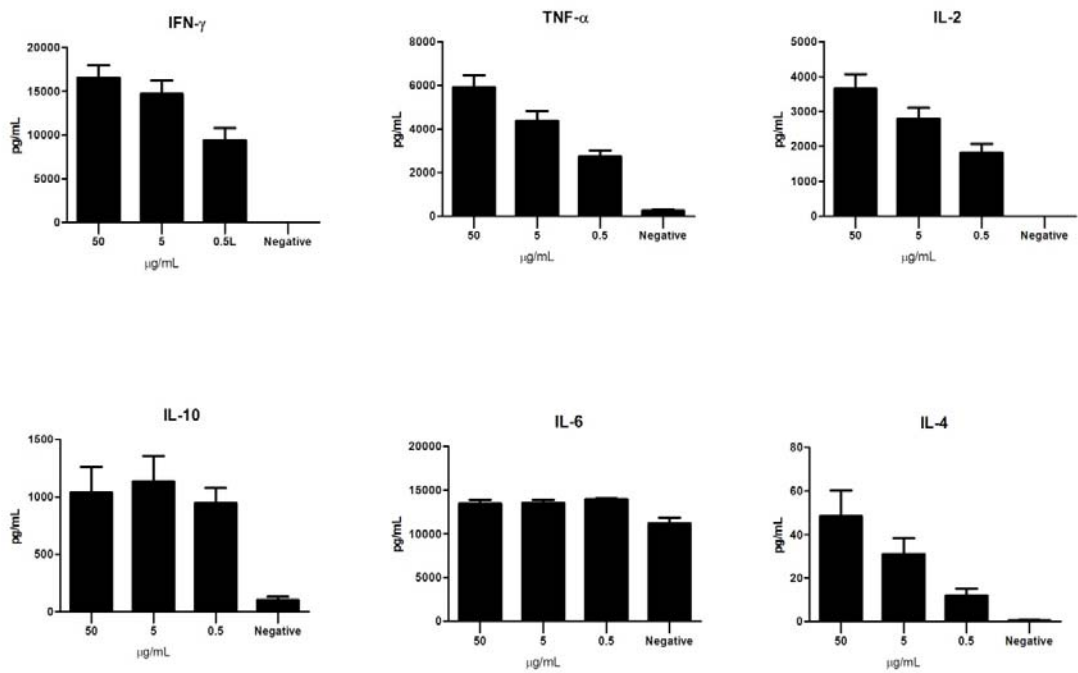 IFN-γ
20000
15000
10000
5000
0
pg/mL
50 5 0.5L Negative
μg/mL
TNF-α
8000
6000
4000
2000
0
pg/mL
50 5 0.5 Negative
μg/mL
IL-2
5000
4000
3000
2000
1000
0
pg/mL
50 5 0.5 Negative
μg/mL
IL-10
1500
1000
500
0
pg/mL
50 5 0.5 Negative
μg/mL
IL-6
20000
15000
10000
5000
0
pg/mL
50 5 0.5 Negative
μg/mL
IL-4
80
60
40
20
0
pg/mL
50 5 0.5 Negative
μg/mL